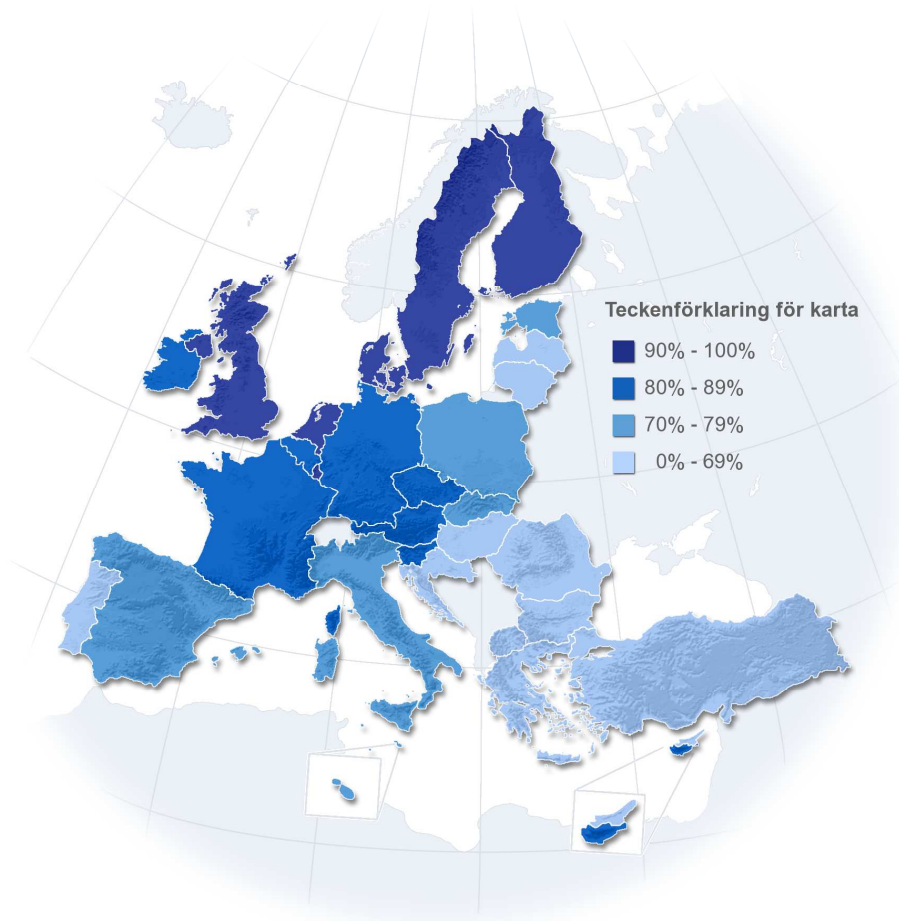 Teckenförklaring för karta
90% - 100%
80% - 89%
70% - 79%
0% - 69%